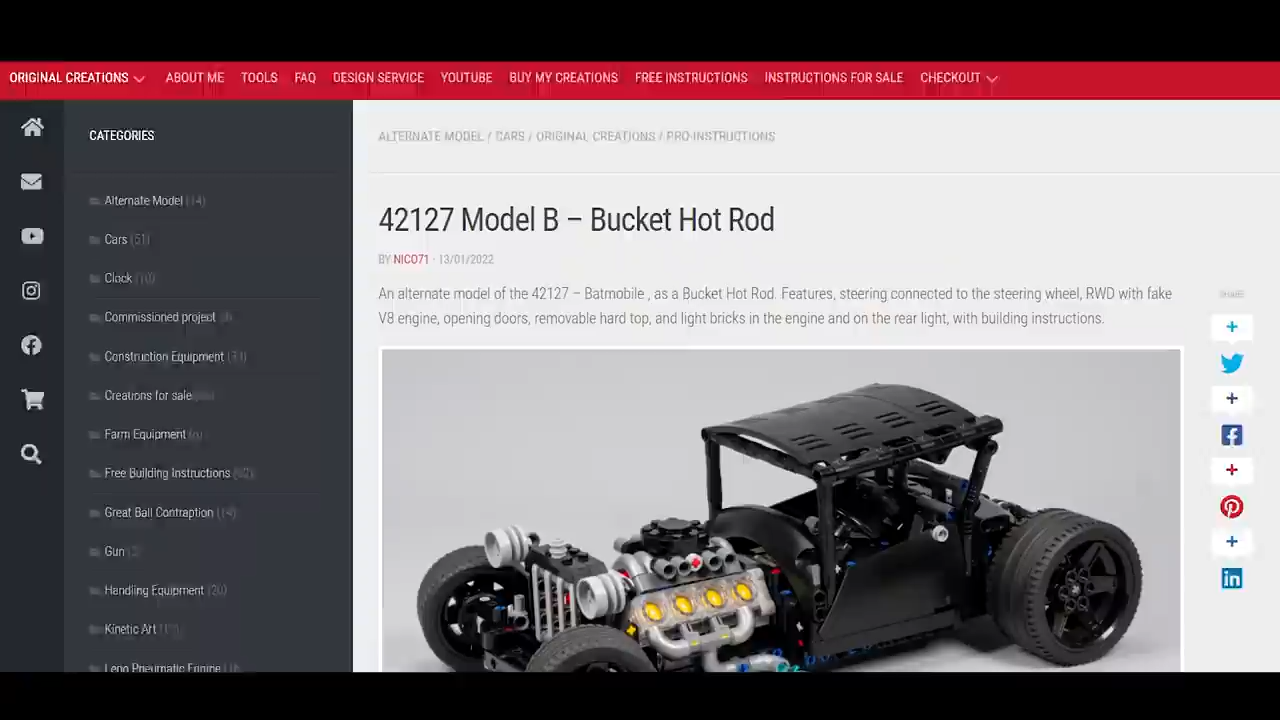 ORIGINAL CREATIONS ABOUT ME TOOLS FAQ DESIGN SERVICE YOUTUBE BUY MY CREATIONS FREE INSTRUCTIONS INSTRUCTIONS FOR SALE CHECKOUT
CATEGORIES
Alternate Model (14)
Cars (51)
Clock (10)
Commissioned project
Construction Equipment (31)
Creations for sale
Farm Equipment
Free Building Instructions
Great Ball Contraption (14)
Gun
Handling Equipment (20)
Kinetic Art
Lego Pneumatic Engine
ALTERNATE MODEL / CARS / ORIGINAL CREATIONS / PRO-INSTRUCTIONS
42127 Model B – Bucket Hot Rod
BY NICO71 · 13/01/2022
An alternate model of the 42127 – Batmobile , as a Bucket Hot Rod. Features, steering connected to the steering wheel, RWD with fake
V8 engine, opening doors, removable hard top, and light bricks in the engine and on the rear light, with building instructions.
SHARE